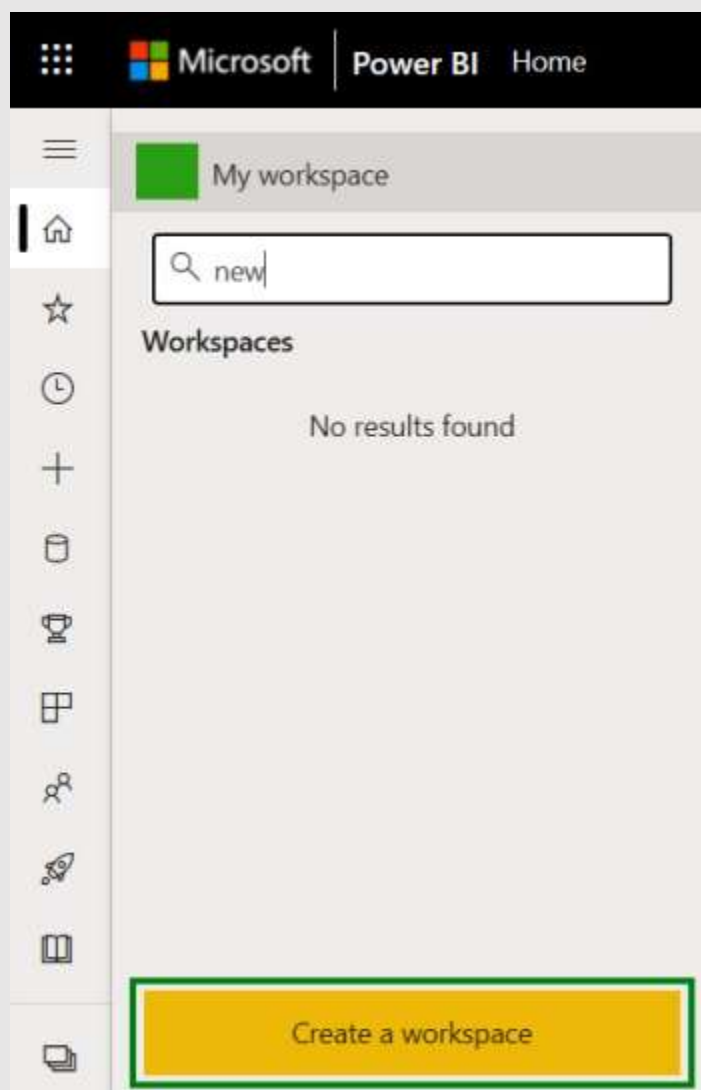 Microsoft Power BI Home
My workspace
new
Workspaces
No results found
Create a workspace